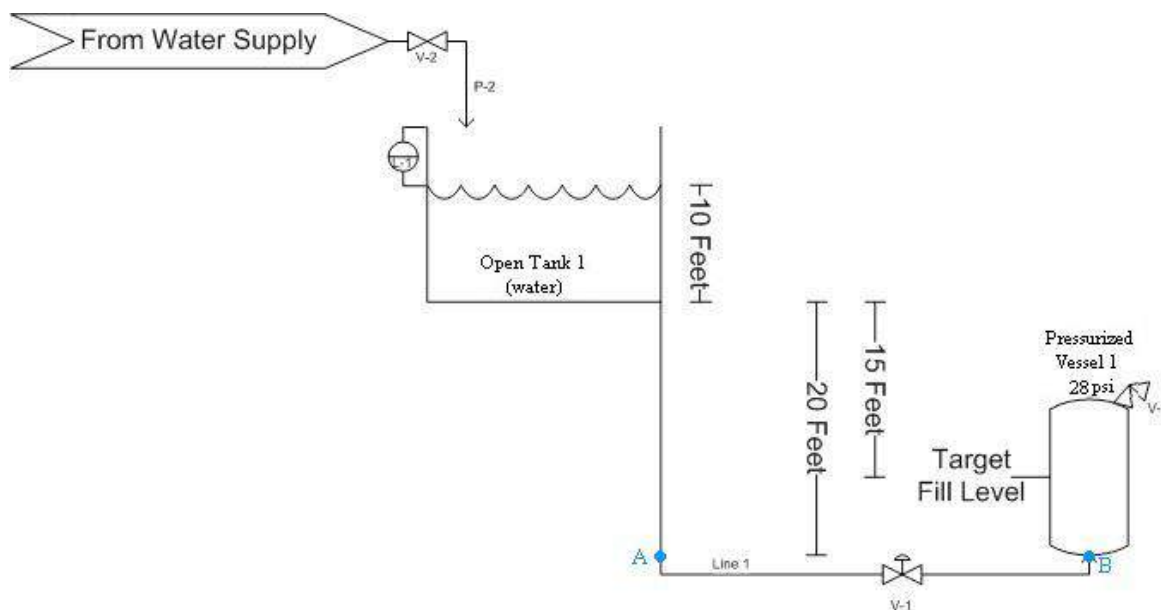 From Water Supply
V-2
P-2
L-1
10 Feet
Open Tank 1
(water)
15 Feet
20 Feet
Pressurized
Vessel 1
28 psi
V-
Target
Fill Level
A
Line 1
V-1
B